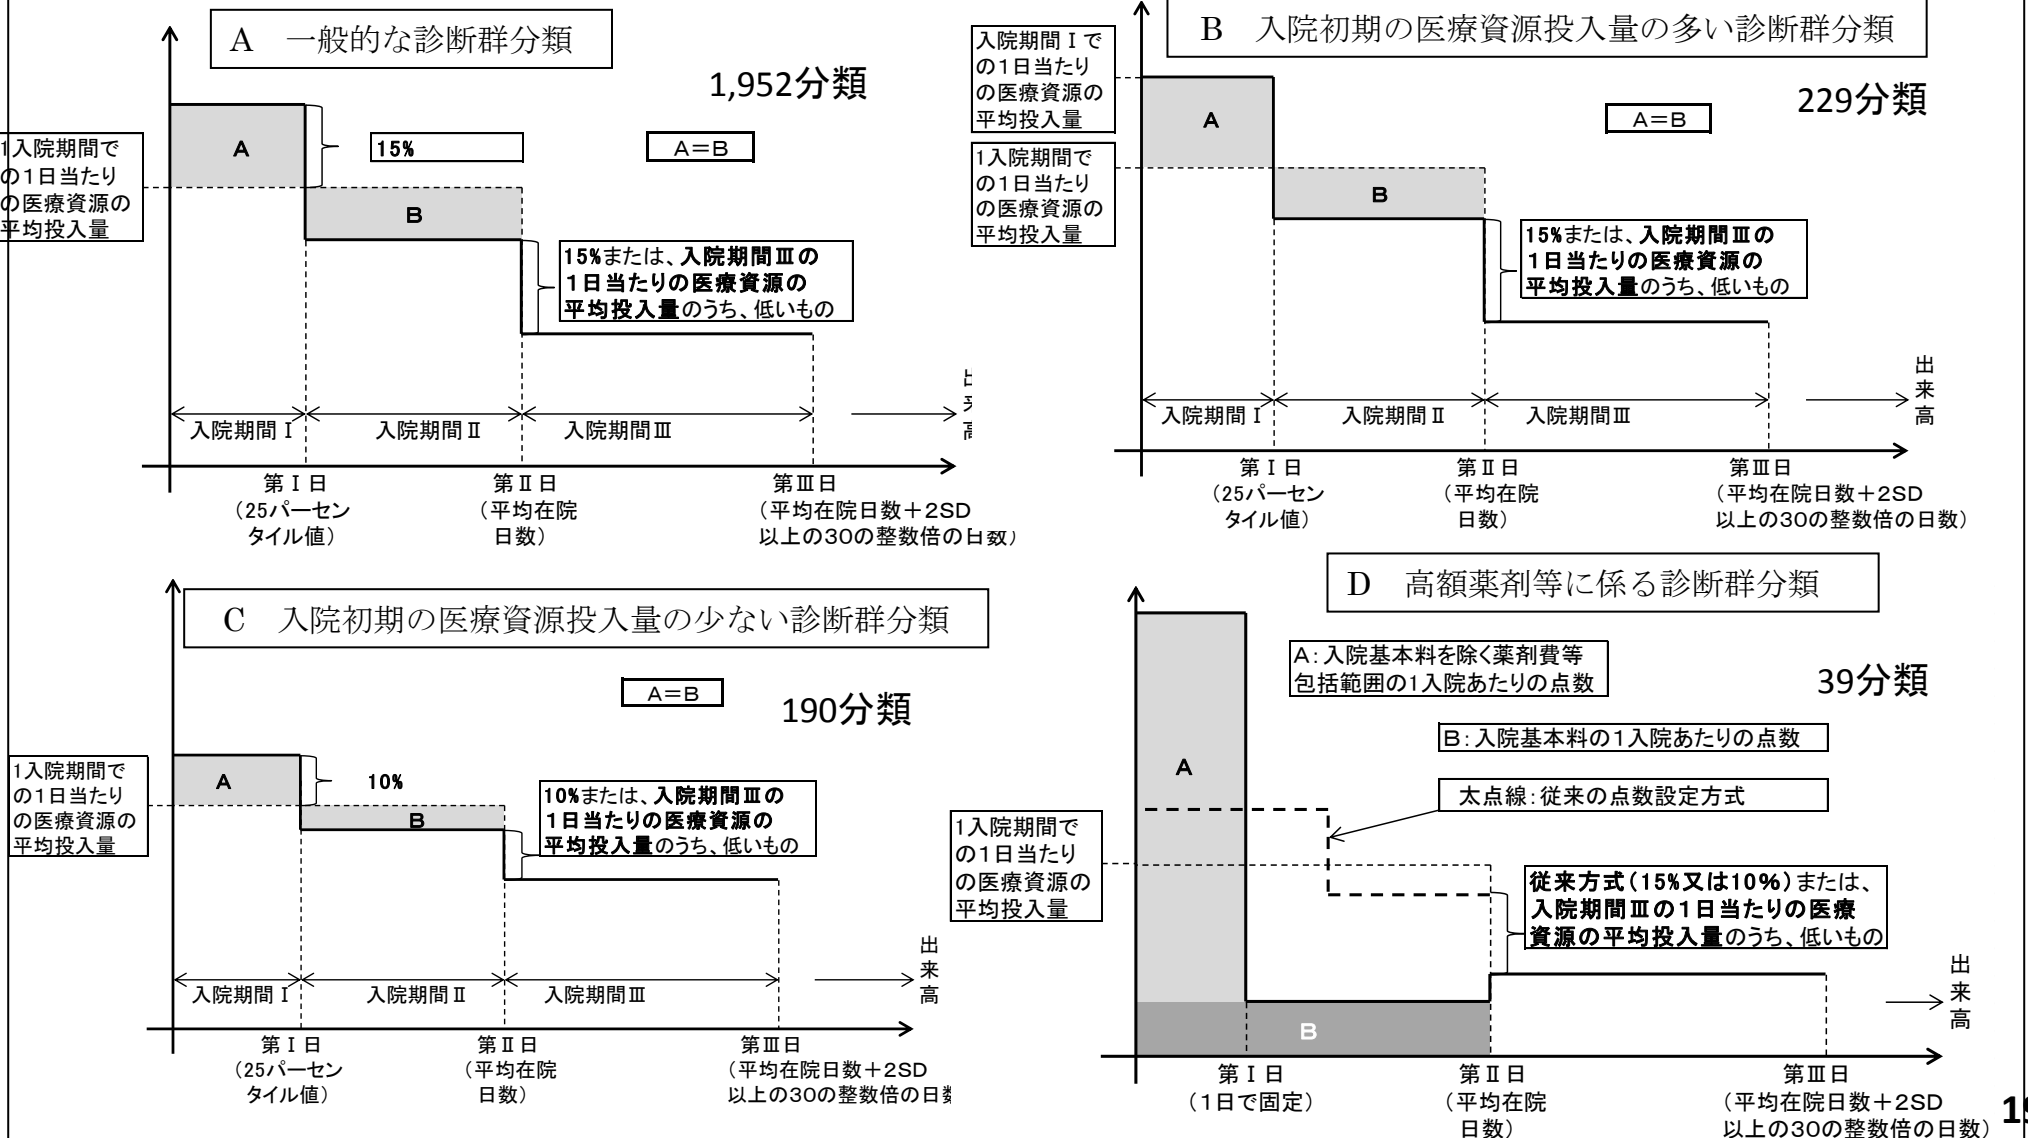 A　一般的な診断群分類
1,952分類
1入院期間で
の1日当たり
の医療資源の
平均投入量
A
15%
A＝B
B
15%または、入院期間Ⅲの
1日当たりの医療資源の
平均投入量のうち、低いもの
入院期間Ⅰ
入院期間Ⅱ
入院期間Ⅲ
出
来
高
第Ⅰ日
（25パーセン
タイル値）
第Ⅱ日
（平均在院
日数）
第Ⅲ日
（平均在院日数＋2SD
以上の30の整数倍の日数）
B　入院初期の医療資源投入量の多い診断群分類
229分類
入院期間Ⅰで
の1日当たり
の医療資源の
平均投入量
1入院期間で
の1日当たり
の医療資源の
平均投入量
A
A＝B
B
15%または、入院期間Ⅲの
1日当たりの医療資源の
平均投入量のうち、低いもの
入院期間Ⅰ
入院期間Ⅱ
入院期間Ⅲ
出
来
高
第Ⅰ日
（25パーセン
タイル値）
第Ⅱ日
（平均在院
日数）
第Ⅲ日
（平均在院日数＋2SD
以上の30の整数倍の日数）
C　入院初期の医療資源投入量の少ない診断群分類
A＝B
190分類
1入院期間で
の1日当たり
の医療資源の
平均投入量
A
10%
B
10%または、入院期間Ⅲの
1日当たりの医療資源の
平均投入量のうち、低いもの
入院期間Ⅰ
入院期間Ⅱ
入院期間Ⅲ
出
来
高
第Ⅰ日
（25パーセン
タイル値）
第Ⅱ日
（平均在院
日数）
第Ⅲ日
（平均在院日数＋2SD
以上の30の整数倍の日数
D　高額薬剤等に係る診断群分類
39分類
A：入院基本料を除く薬剤費等
包括範囲の1入院あたりの点数
B：入院基本料の1入院あたりの点数
太点線：従来の点数設定方式
A
1入院期間で
の1日当たり
の医療資源の
平均投入量
従来方式（15%又は10%）または、
入院期間Ⅲの1日当たりの医療
資源の平均投入量のうち、低いもの
B
出
来
高
第Ⅰ日
（1日で固定）
第Ⅱ日
（平均在院
日数）
第Ⅲ日
（平均在院日数＋2SD
以上の30の整数倍の日数）